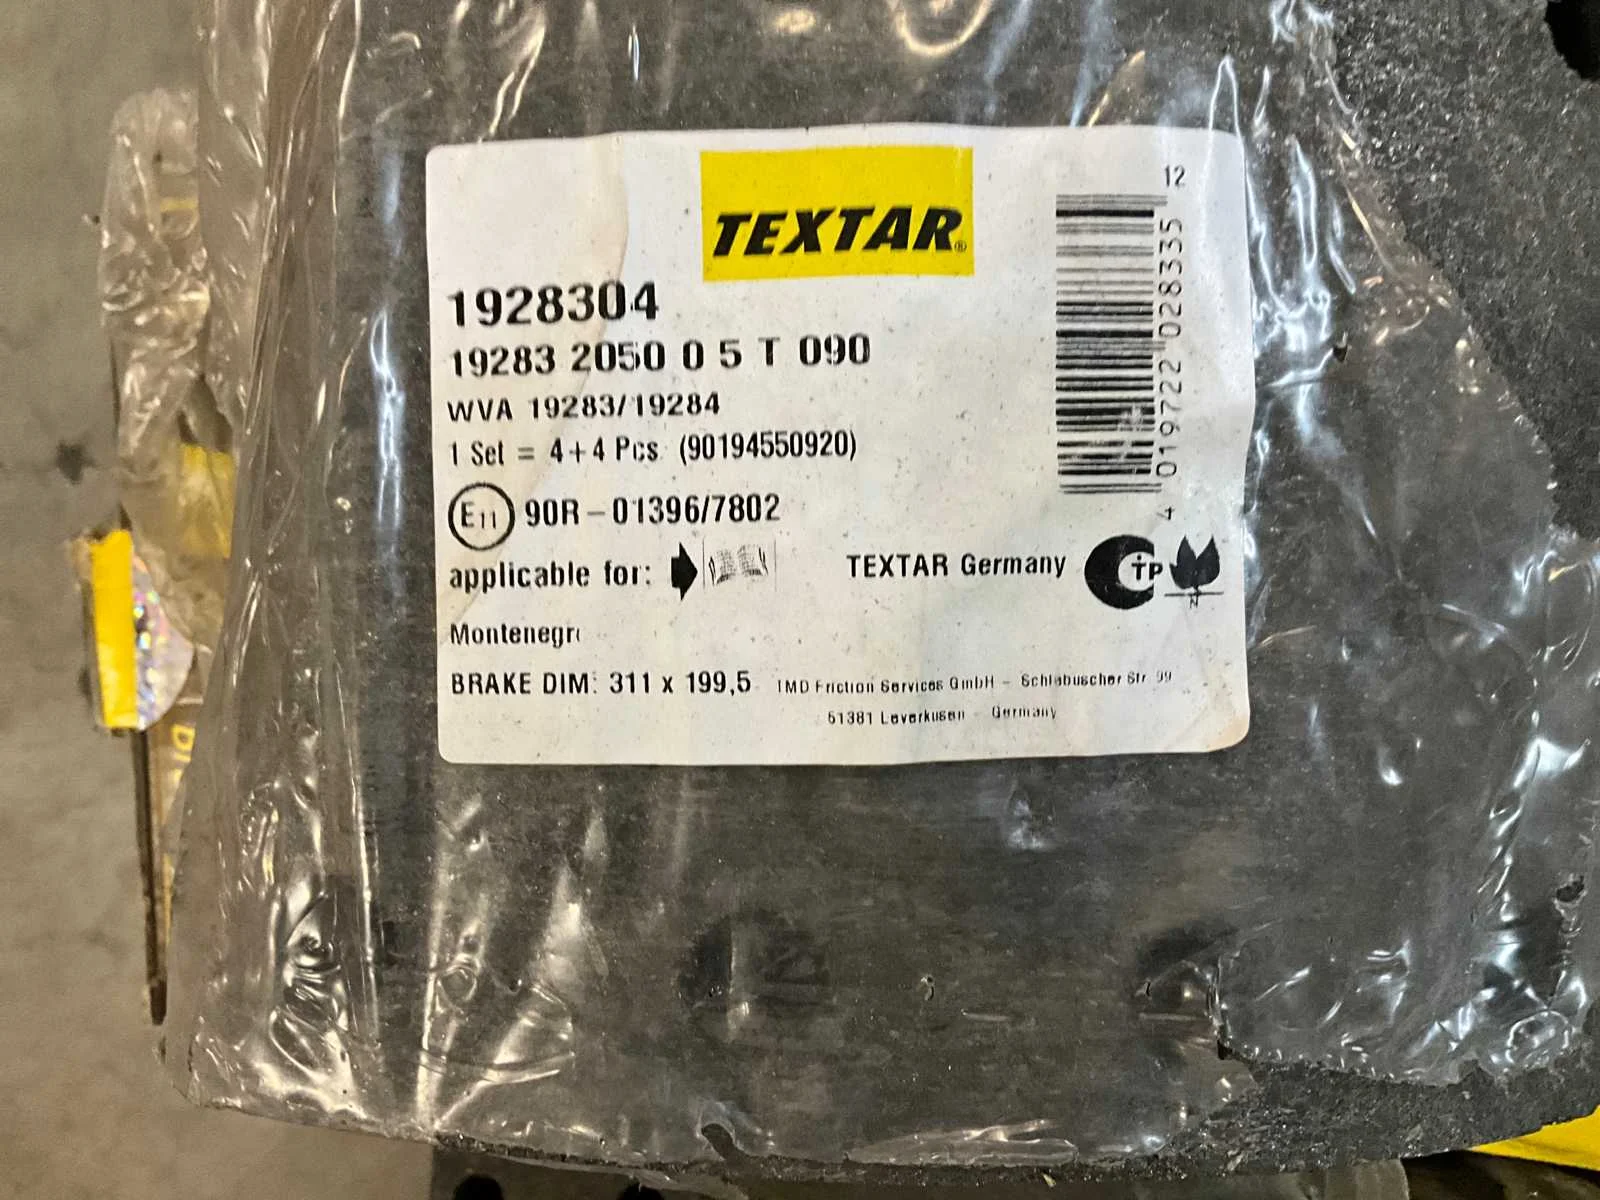 TEXTAR®
12
4 019722 028335
1928304
19283 2050 0 5 T 090
WVA 19283/19284
1 Set = 4+4 Pcs (90194550920)
E11 90R - 01396/7802
applicable for:
TEXTAR Germany
TP
N
BRAKE DIM: 311 x 199,5
TMD Friction Services GmbH - Schlebuscher Str 99
51381 Leverkusen - Germany